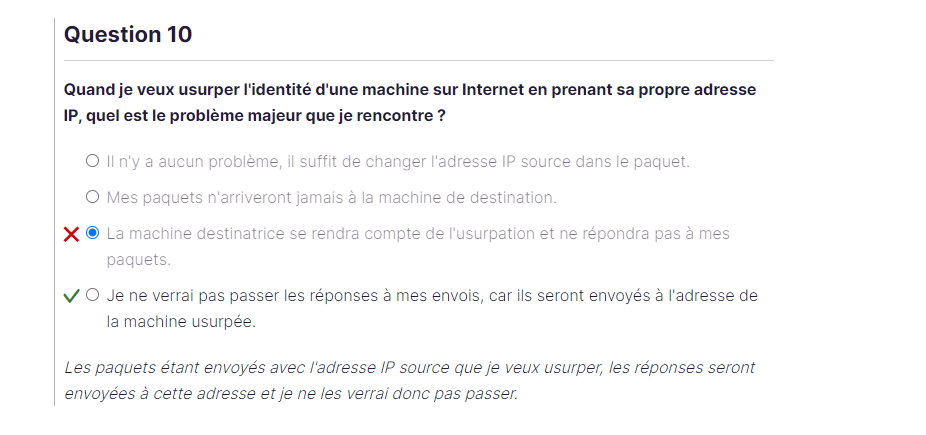 Question 10
Quand je veux usurper l'identité d'une machine sur Internet en prenant sa propre adresse
IP, quel est le problème majeur que je rencontre ?
Il n'y a aucun problème, il suffit de changer l'adresse IP source dans le paquet.
Mes paquets n'arriveront jamais à la machine de destination.
La machine destinatrice se rendra compte de l'usurpation et ne répondra pas à mes
paquets.
Je ne verrai pas passer les réponses à mes envois, car ils seront envoyés à l'adresse de
la machine usurpée.
Les paquets étant envoyés avec l'adresse IP source que je veux usurper, les réponses seront
envoyées à cette adresse et je ne les verrai donc pas passer.